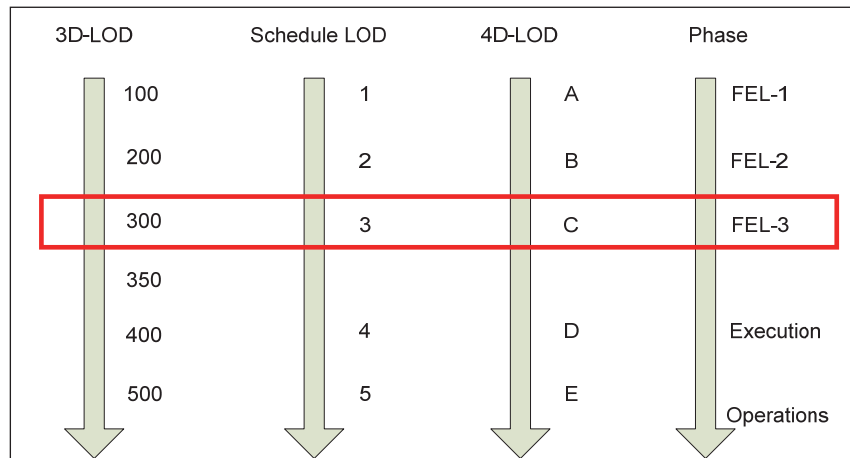 3D-LOD Schedule LOD 4D-LOD Phase
100 1 A FEL-1
200 2 B FEL-2
300 3 C FEL-3
350
400 4 D Execution
500 5 E
Operations